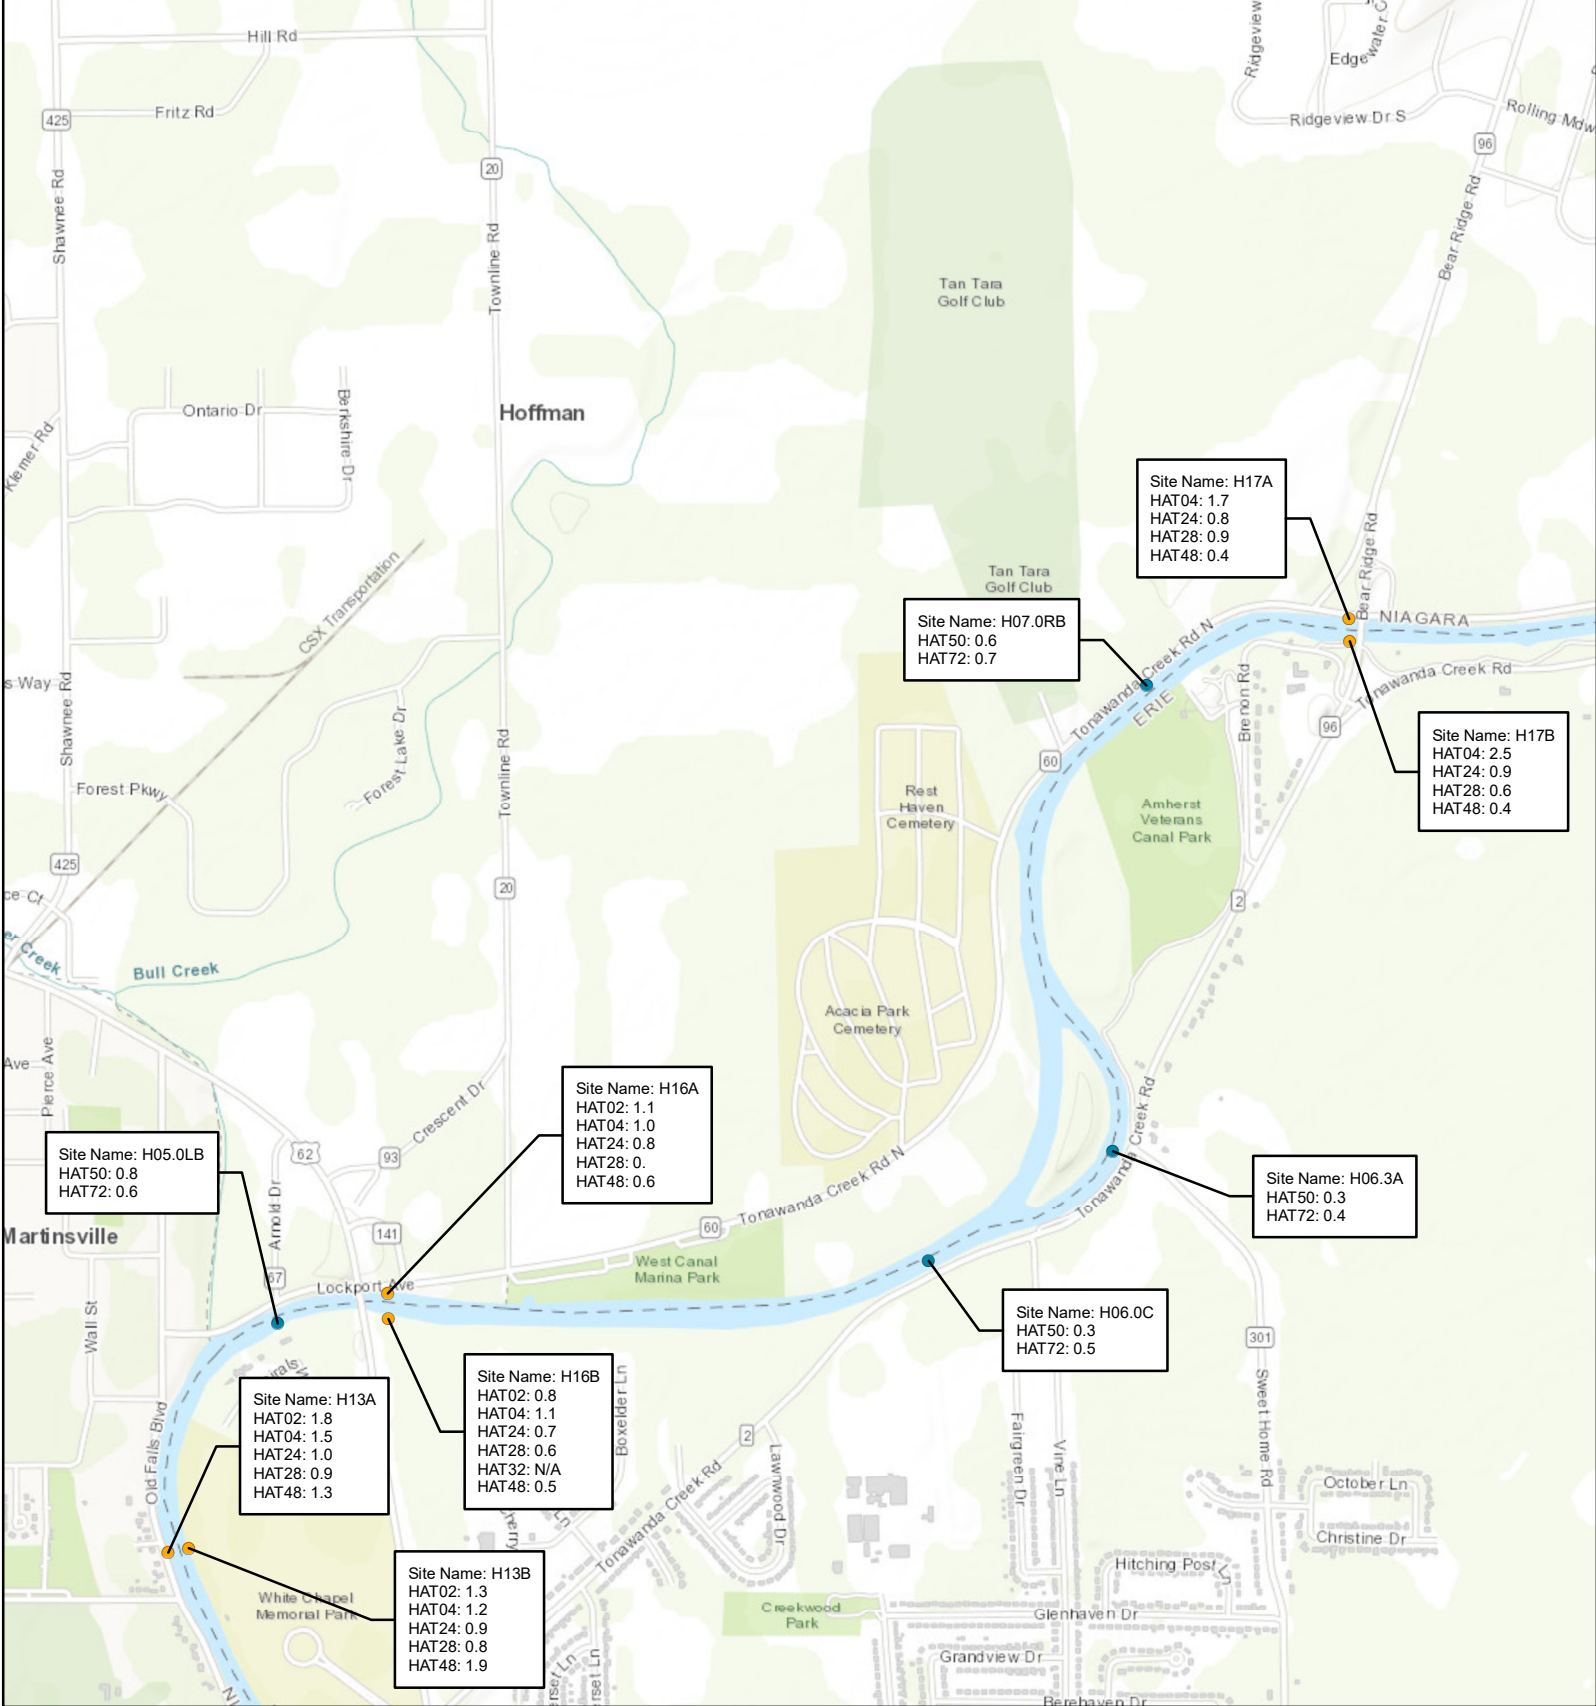 Hill Rd
Ridgeview
Edgewater
Fritz Rd
425
Ridgeview Dr S
Rolling Mdw
96
20
Shawnee Rd
Townline Rd
Bear Ridge Rd
Tan Tara
Golf Club
Ontario Dr
Berkshire Dr
Hoffman
Klemer Rd
Site Name: H17A
HAT04: 1.7
HAT24: 0.8
HAT28: 0.9
HAT48: 0.4
CSX Transportation
Bear Ridge Rd
Tan Tara
Golf Club
Site Name: H07.0RB
HAT50: 0.6
HAT72: 0.7
NIAGARA
Tonawanda Creek Rd N
ERIE
Tonawanda Creek Rd
s Way
Shawnee Rd
Forest Lake Dr
Townline Rd
Brenon Rd
96
60
Site Name: H17B
HAT04: 2.5
HAT24: 0.9
HAT28: 0.6
HAT48: 0.4
Forest Pkwy
Rest
Haven
Cemetery
Amherst
Veterans
Canal Park
425
20
2
ce Ct
er Creek
Bull Creek
Acacia Park
Cemetery
Ave
Pierce Ave
Crescent Dr
Site Name: H16A
HAT02: 1.1
HAT04: 1.0
HAT24: 0.8
HAT28: 0.
HAT48: 0.6
Site Name: H05.0LB
HAT50: 0.8
HAT72: 0.6
62
93
Tonawanda Creek Rd N
Tonawanda Creek Rd
Site Name: H06.3A
HAT50: 0.3
HAT72: 0.4
Martinsville
Arnold Dr
141
60
67
Lockport Ave
West Canal
Marina Park
Wall St
Site Name: H06.0C
HAT50: 0.3
HAT72: 0.5
301
Site Name: H16B
HAT02: 0.8
HAT04: 1.1
HAT24: 0.7
HAT28: 0.6
HAT32: N/A
HAT48: 0.5
Site Name: H13A
HAT02: 1.8
HAT04: 1.5
HAT24: 1.0
HAT28: 0.9
HAT48: 1.3
Boxelder Ln
Old Falls Blvd
2
Lawnwood Dr
Fairgreen Dr
Vine Ln
Sweet Home Rd
October Ln
Christine Dr
Tonawanda Creek Rd
Ln
Hitching Post
Site Name: H13B
HAT02: 1.3
HAT04: 1.2
HAT24: 0.9
HAT28: 0.8
HAT48: 1.9
White Chapel
Memorial Park
Creekwood
Park
Glenhaven Dr
Grandview Dr
erset Ln
erset Ln
Berehaven Dr